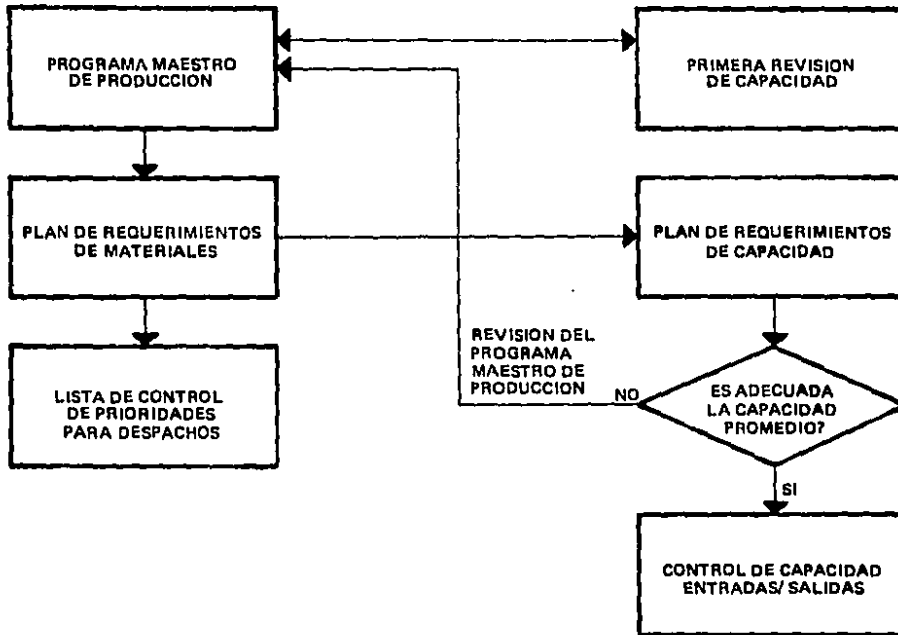 PROGRAMA MAESTRO
DE PRODUCCION
PRIMERA REVISION
DE CAPACIDAD
PLAN DE REQUERIMIENTOS
DE MATERIALES
PLAN DE REQUERIMIENTOS
DE CAPACIDAD
REVISION DEL
PROGRAMA
MAESTRO DE
PRODUCCION
NO
ES ADECUADA
LA CAPACIDAD
PROMEDIO?
LISTA DE CONTROL
DE PRIORIDADES
PARA DESPACHOS
SI
CONTROL DE CAPACIDAD
ENTRADAS/ SALIDAS